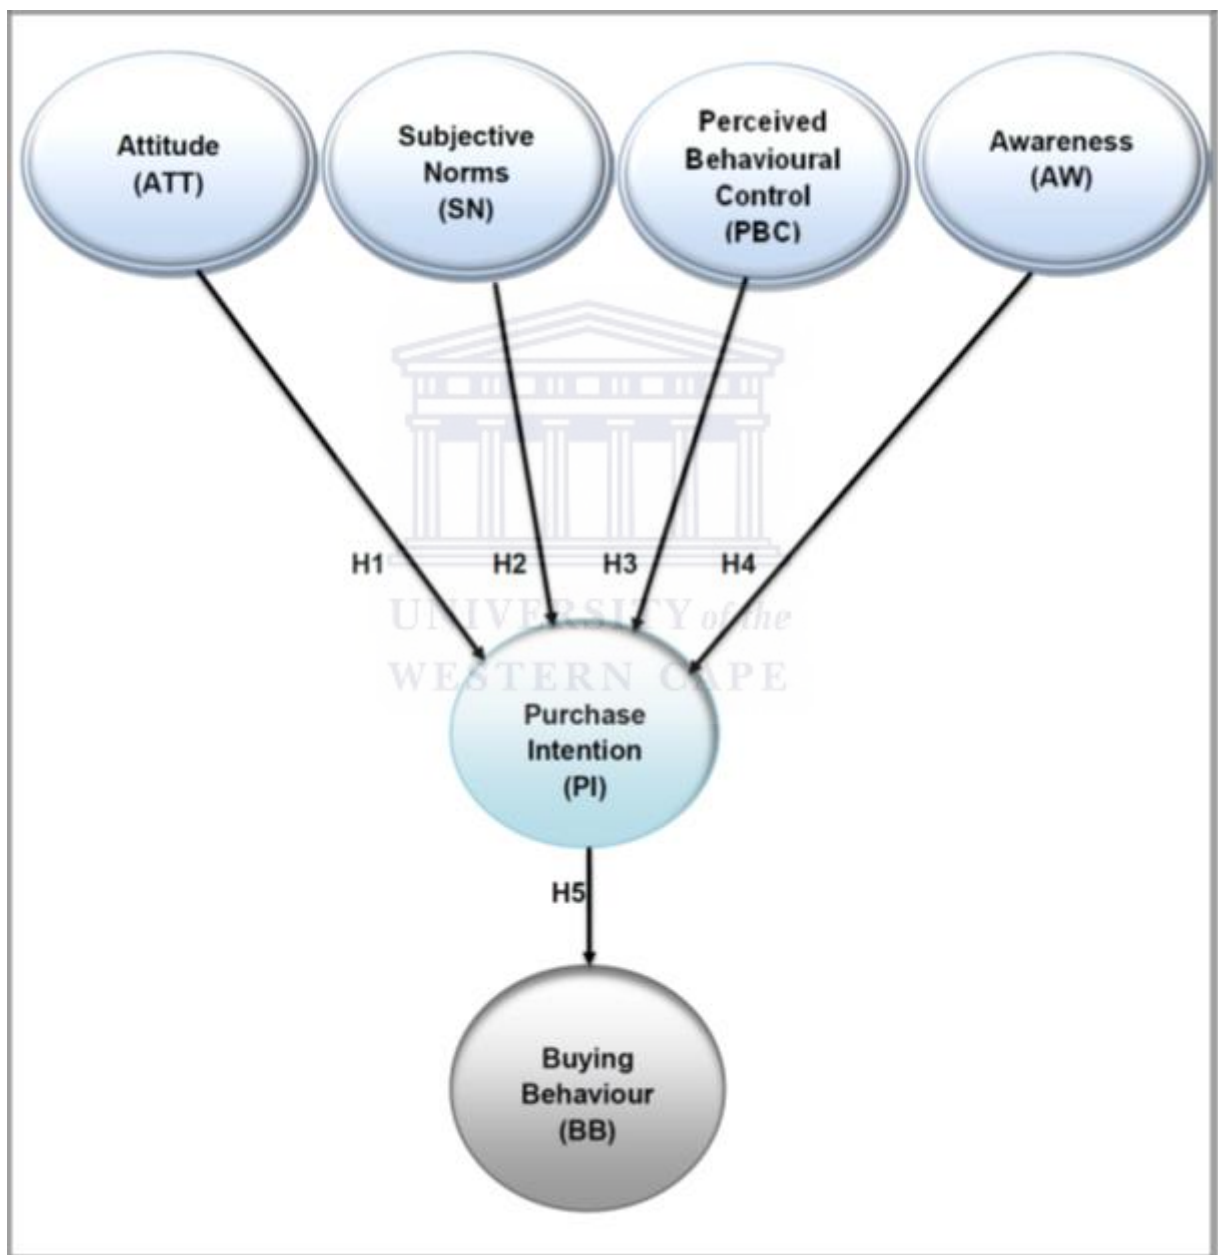 Attitude
(ATT)
Subjective
Norms
(SN)
Perceived
Behavioural
Control
(PBC)
Awareness
(AW)
H1
H2
H3
H4
UNIVERSITY of the
WESTERN CAPE
Purchase
Intention
(PI)
H5
Buying
Behaviour
(BB)